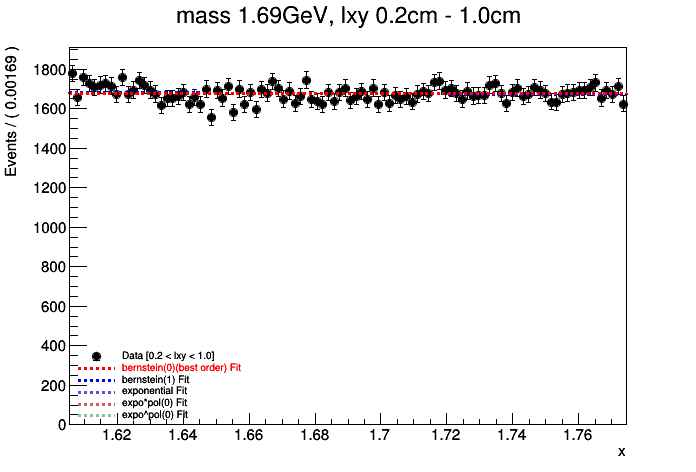 mass 1.69GeV, lxy 0.2cm - 1.0cm
Events / ( 0.00169 )
1800
1600
1400
1200
1000
800
600
400
200
0
Data [0.2 < lxy < 1.0]
bernstein(0)(best order) Fit
bernstein(1) Fit
exponential Fit
expo*pol(0) Fit
expo^pol(0) Fit
1.62 1.64 1.66 1.68 1.7 1.72 1.74 1.76
x